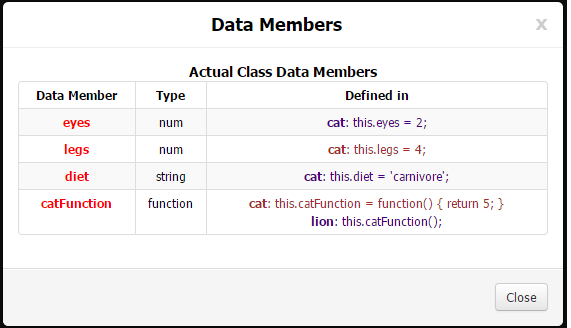 Data Members
x
Actual Class Data Members
Data Member Type Defined in
eyes num cat: this.eyes = 2;
legs num cat: this.legs = 4;
diet string cat: this.diet = 'carnivore';
catFunction function cat: this.catFunction = function() { return 5; }
lion: this.catFunction();
Close